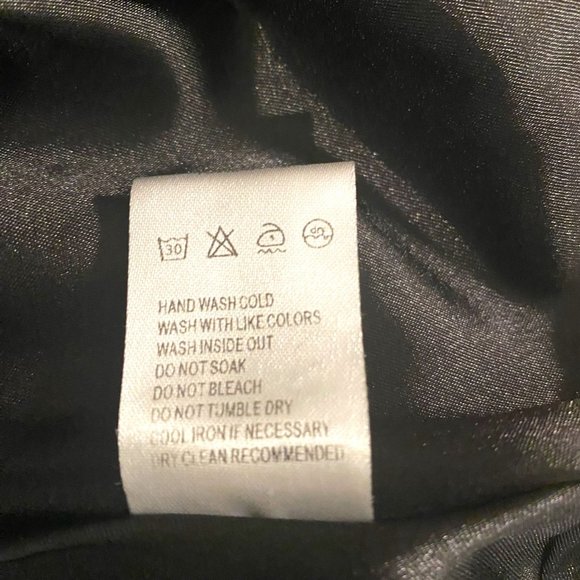 30
HAND WASH COLD
WASH WITH LIKE COLORS
WASH INSIDE OUT
DO NOT SOAK
DO NOT BLEACH
DO NOT TUMBLE DRY
COOL IRON IF NECESSARY
DRY CLEAN RECOMMENDED